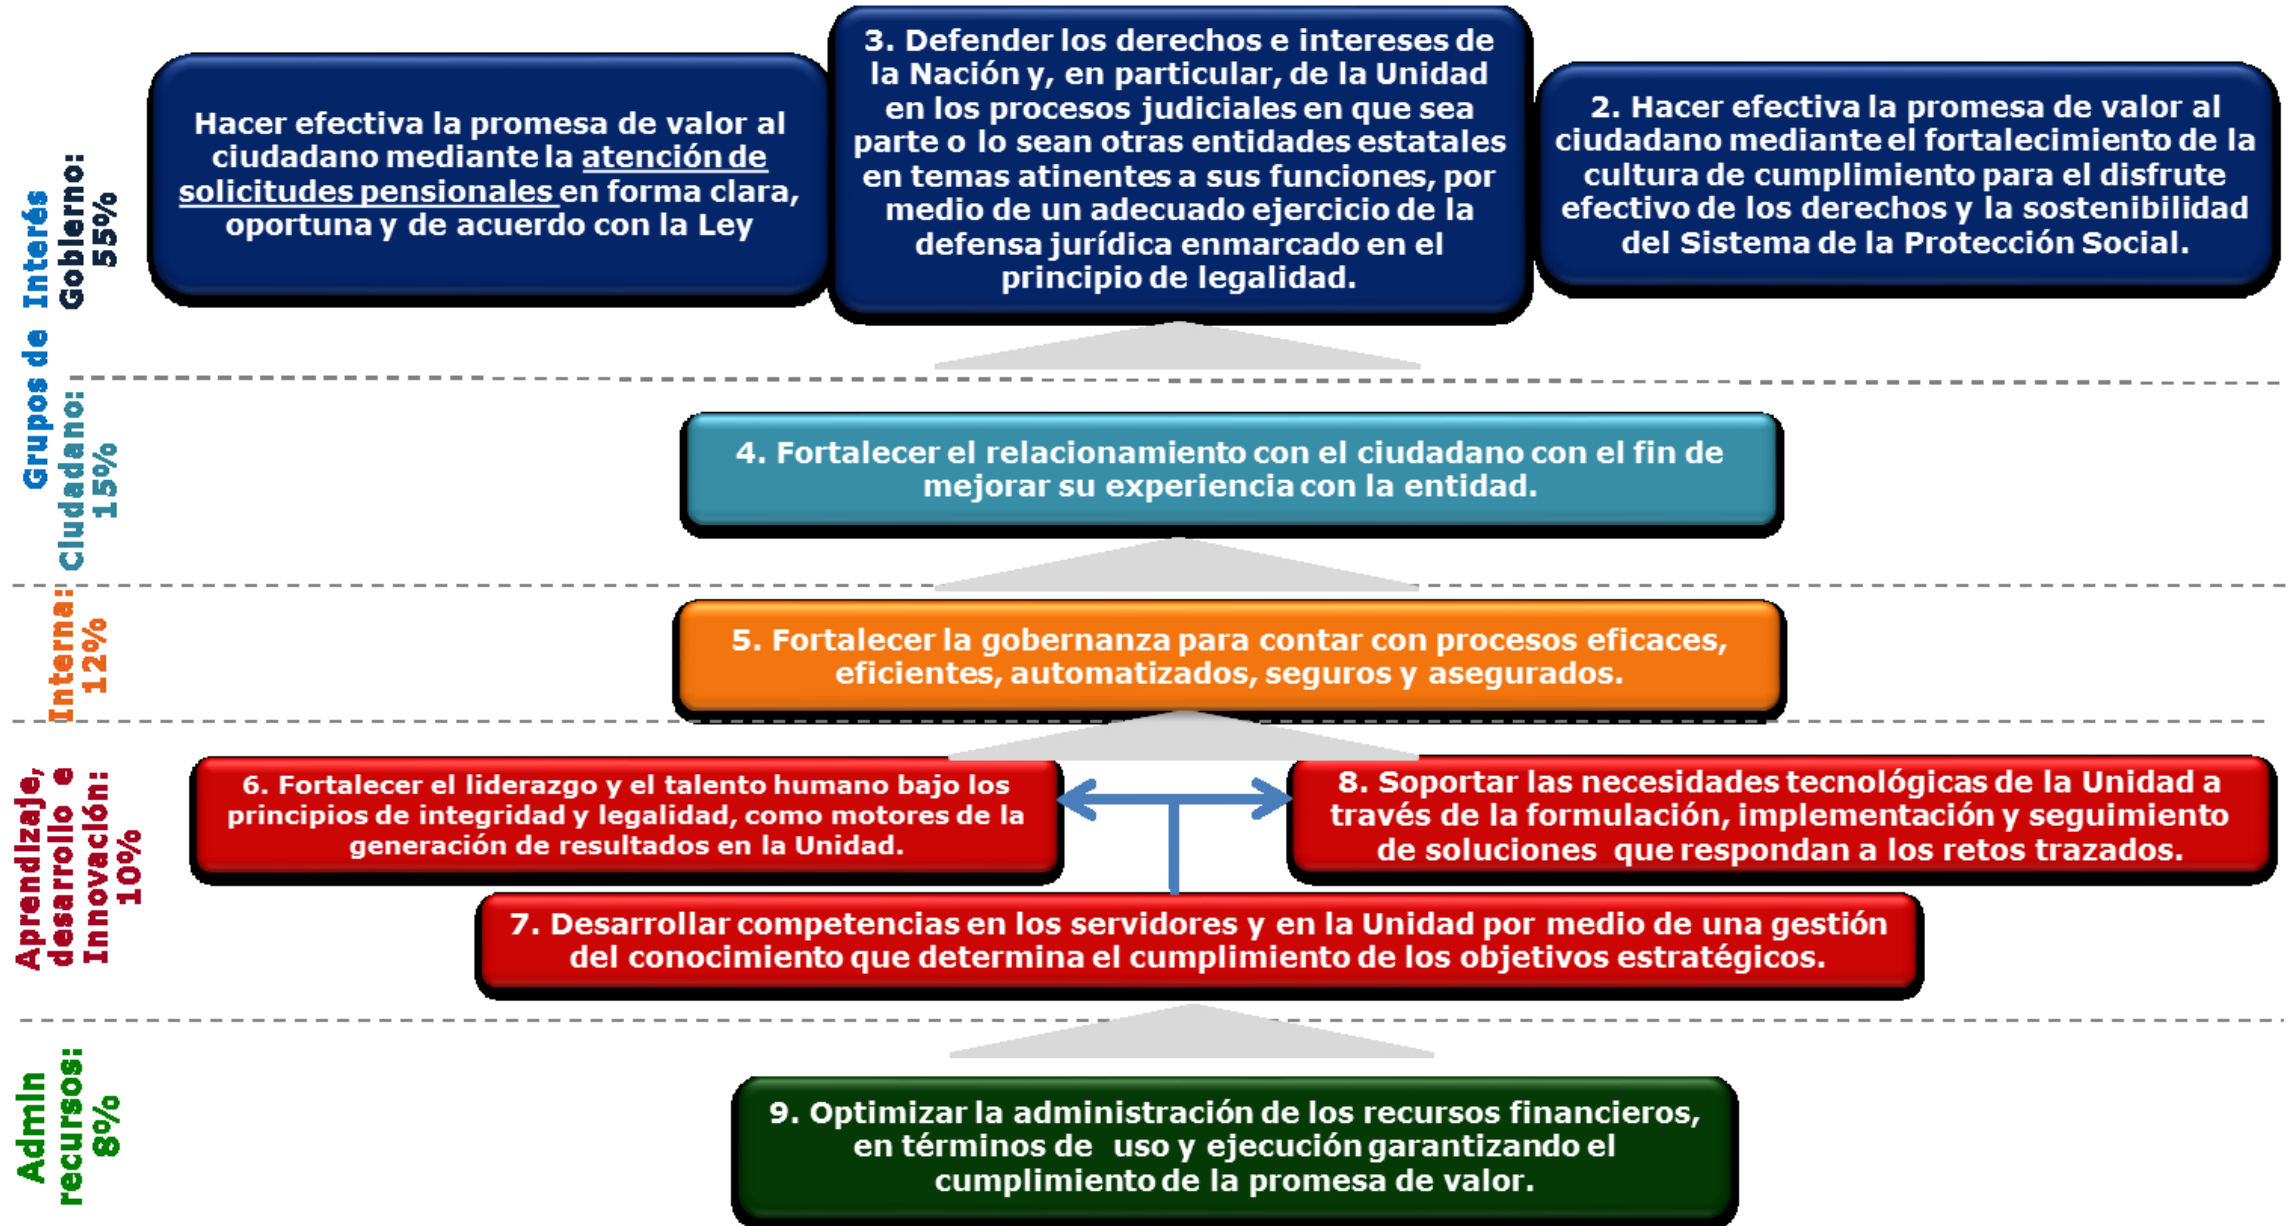 Grupos de Interés
Gobierno:
55%
Hacer efectiva la promesa de valor al
ciudadano mediante la atención de
solicitudes pensionales en forma clara,
oportuna y de acuerdo con la Ley
3. Defender los derechos e intereses de
la Nación y, en particular, de la Unidad
en los procesos judiciales en que sea
parte o lo sean otras entidades estatales
en temas atinentes a sus funciones, por
medio de un adecuado ejercicio de la
defensa jurídica enmarcado en el
principio de legalidad.
2. Hacer efectiva la promesa de valor al
ciudadano mediante el fortalecimiento de la
cultura de cumplimiento para el disfrute
efectivo de los derechos y la sostenibilidad
del Sistema de la Protección Social.
Ciudadano:
15%
4. Fortalecer el relacionamiento con el ciudadano con el fin de
mejorar su experiencia con la entidad.
Interna:
12%
5. Fortalecer la gobernanza para contar con procesos eficaces,
eficientes, automatizados, seguros y asegurados.
Aprendizaje,
desarrollo e
Innovación:
10%
6. Fortalecer el liderazgo y el talento humano bajo los
principios de integridad y legalidad, como motores de la
generación de resultados en la Unidad.
8. Soportar las necesidades tecnológicas de la Unidad a
través de la formulación, implementación y seguimiento
de soluciones que respondan a los retos trazados.
7. Desarrollar competencias en los servidores y en la Unidad por medio de una gestión
del conocimiento que determina el cumplimiento de los objetivos estratégicos.
Admin
recursos:
8%
9. Optimizar la administración de los recursos financieros,
en términos de uso y ejecución garantizando el
cumplimiento de la promesa de valor.